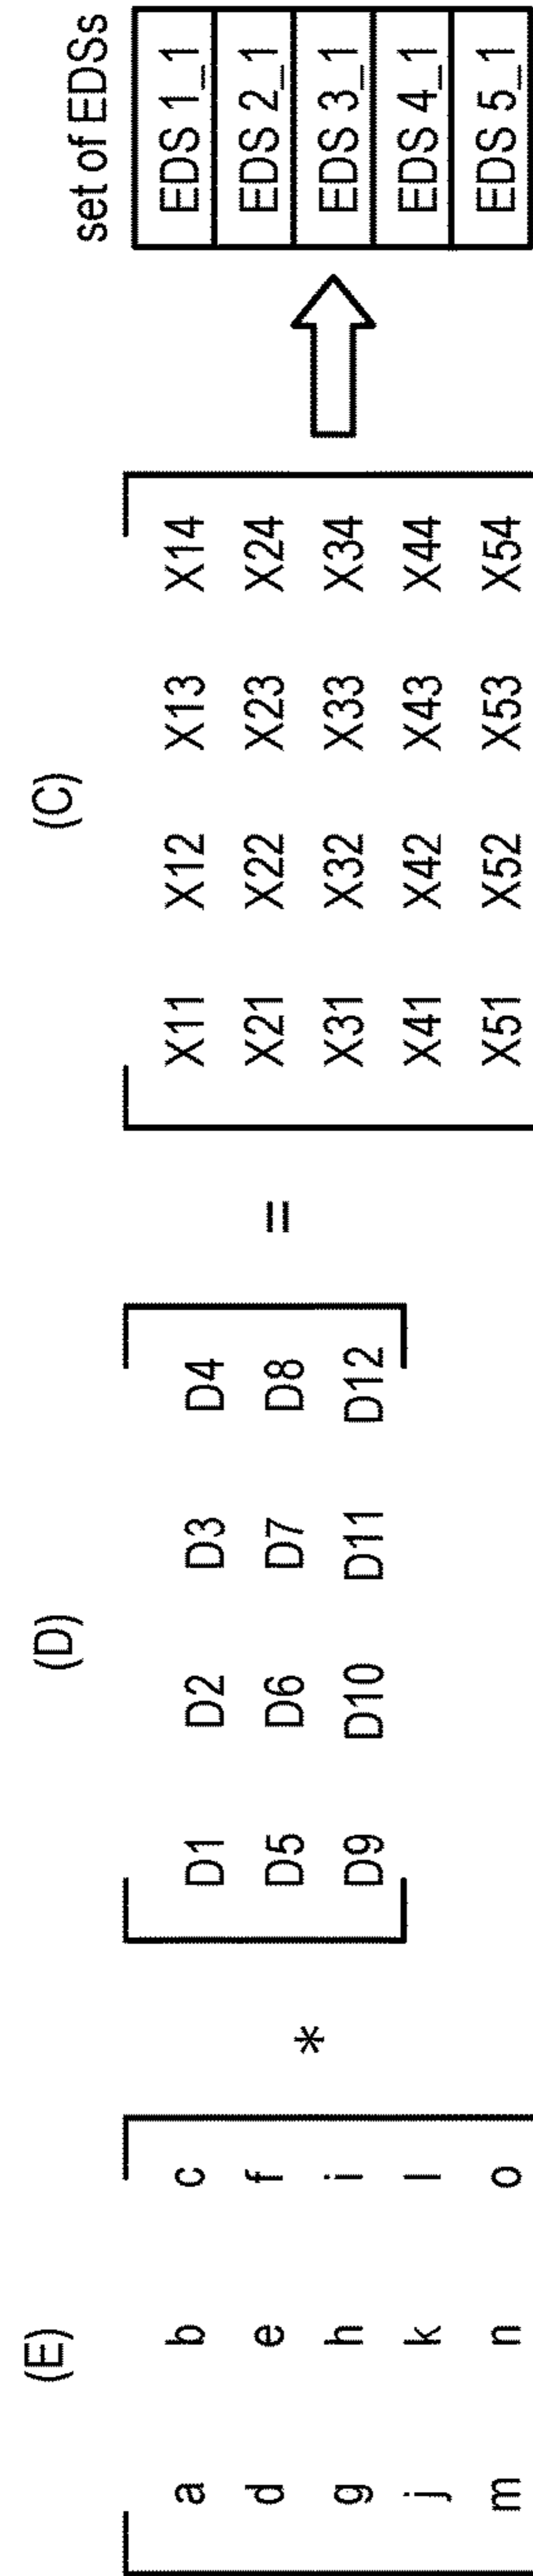 (E)
a b c
d e f
g h i
j k l
m n o
*
(D)
D1 D2 D3 D4
D5 D6 D7 D8
D9 D10 D11 D12
=
(C)
X11 X12 X13 X14
X21 X22 X23 X24
X31 X32 X33 X34
X41 X42 X43 X44
X51 X52 X53 X54
set of EDSs
EDS 1_1
EDS 2_1
EDS 3_1
EDS 4_1
EDS 5_1